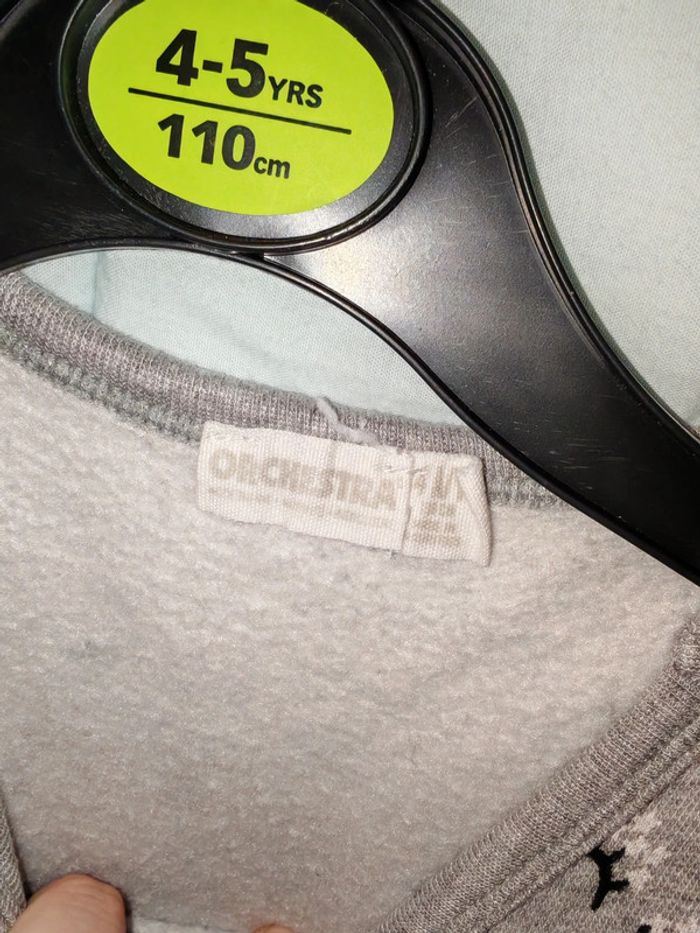 4-5YRS
110cm
ORCHESTRA